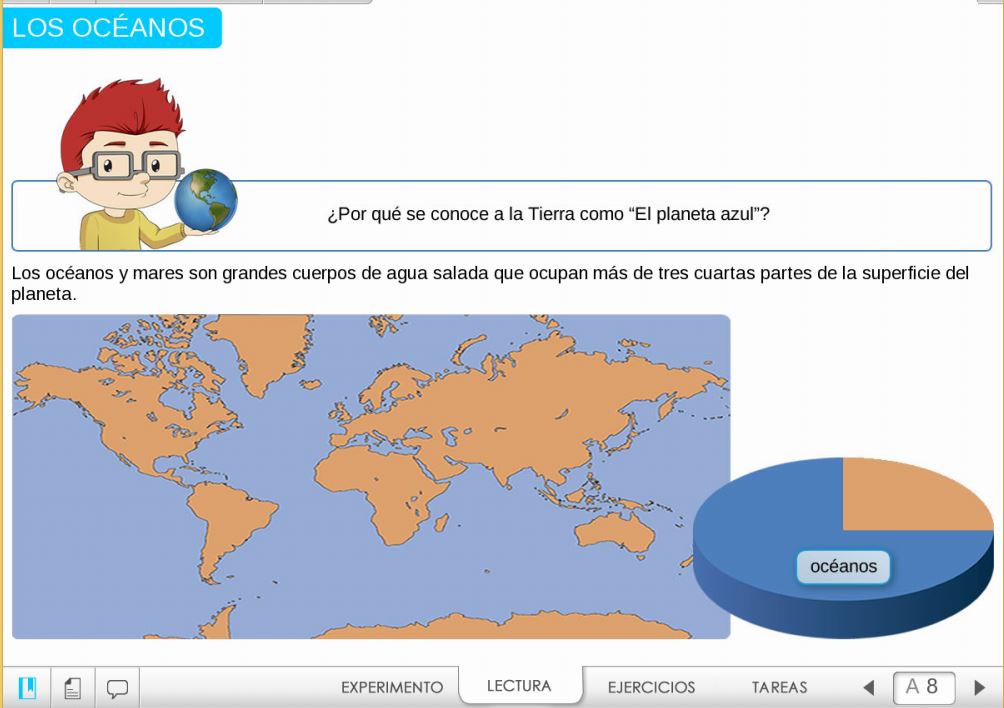 LOS OCÉANOS
¿Por qué se conoce a la Tierra como “El planeta azul”?
Los océanos y mares son grandes cuerpos de agua salada que ocupan más de tres cuartas partes de la superficie del
planeta.
océanos
EXPERIMENTO LECTURA EJERCICIOS TAREAS A 8